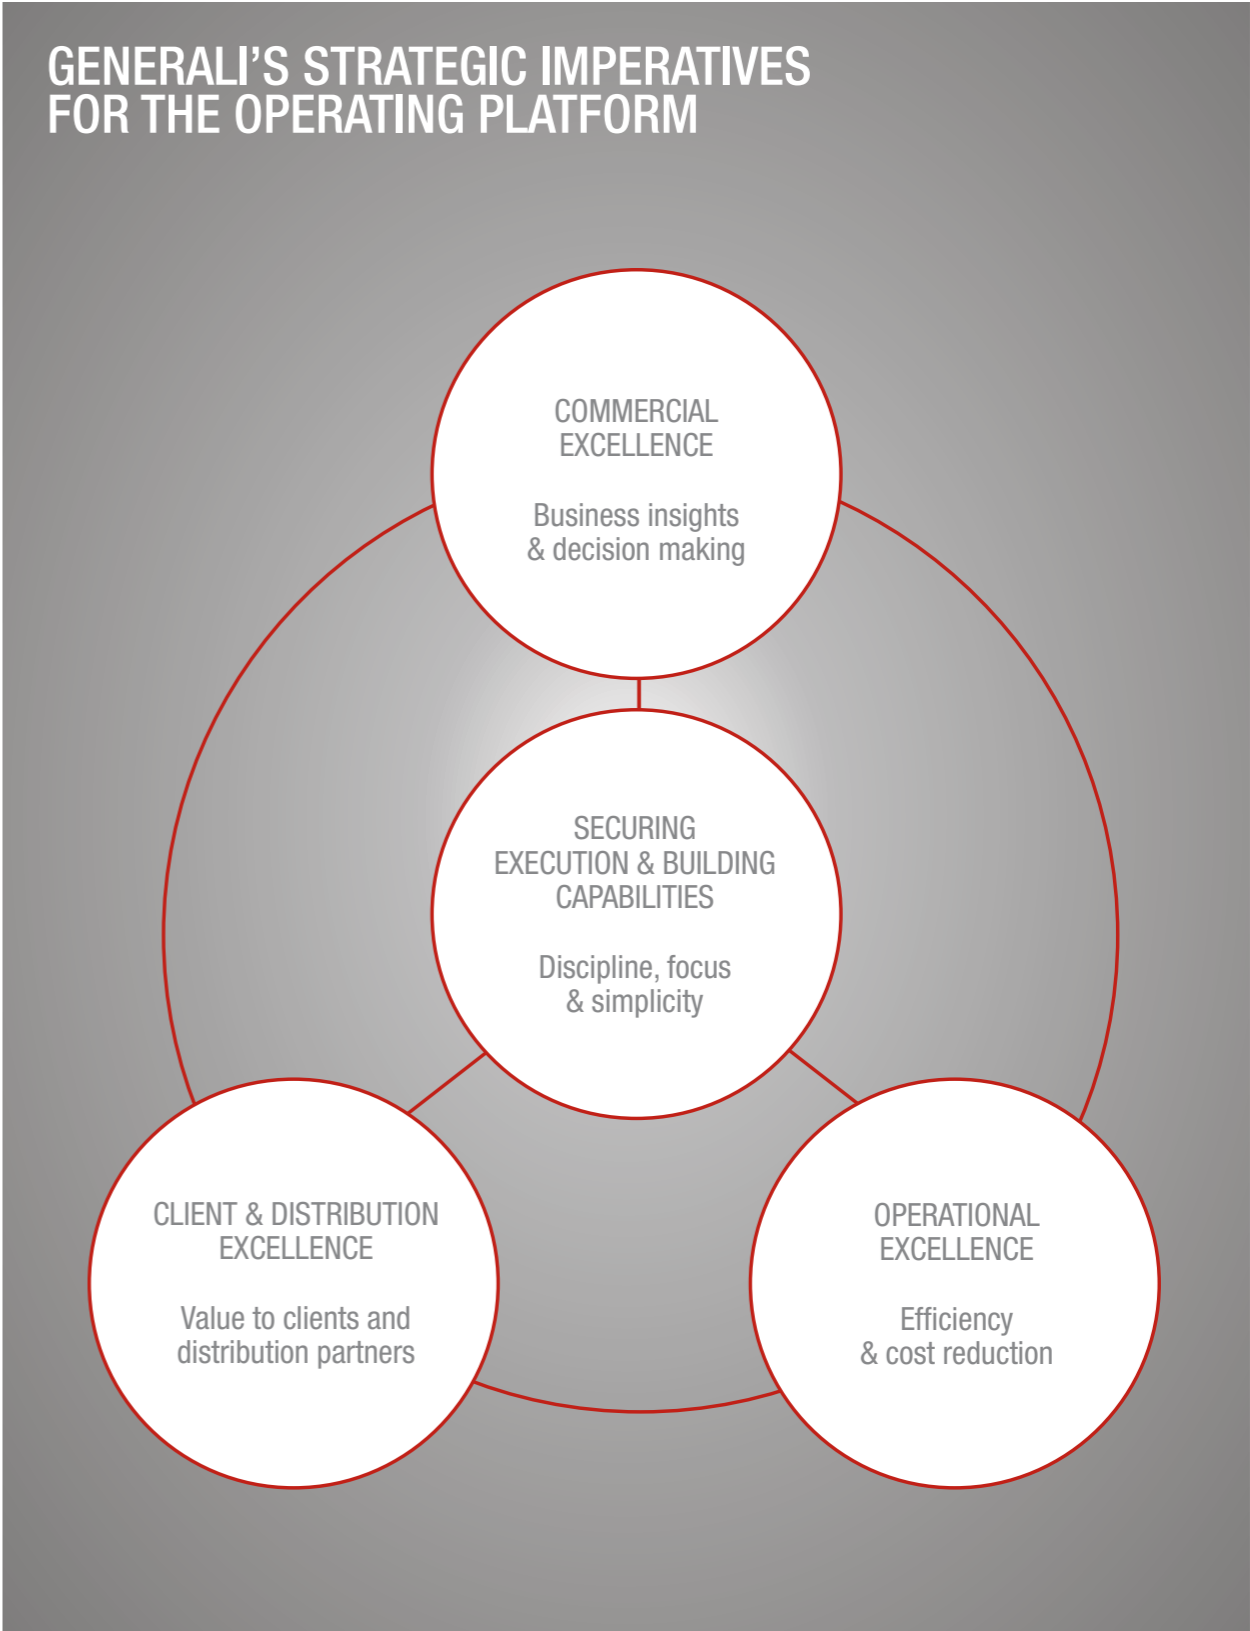 GENERALI’S STRATEGIC IMPERATIVES
FOR THE OPERATING PLATFORM
COMMERCIAL
EXCELLENCE
Business insights
& decision making
SECURING
EXECUTION & BUILDING
CAPABILITIES
Discipline, focus
& simplicity
CLIENT & DISTRIBUTION
EXCELLENCE
Value to clients and
distribution partners
OPERATIONAL
EXCELLENCE
Efficiency
& cost reduction